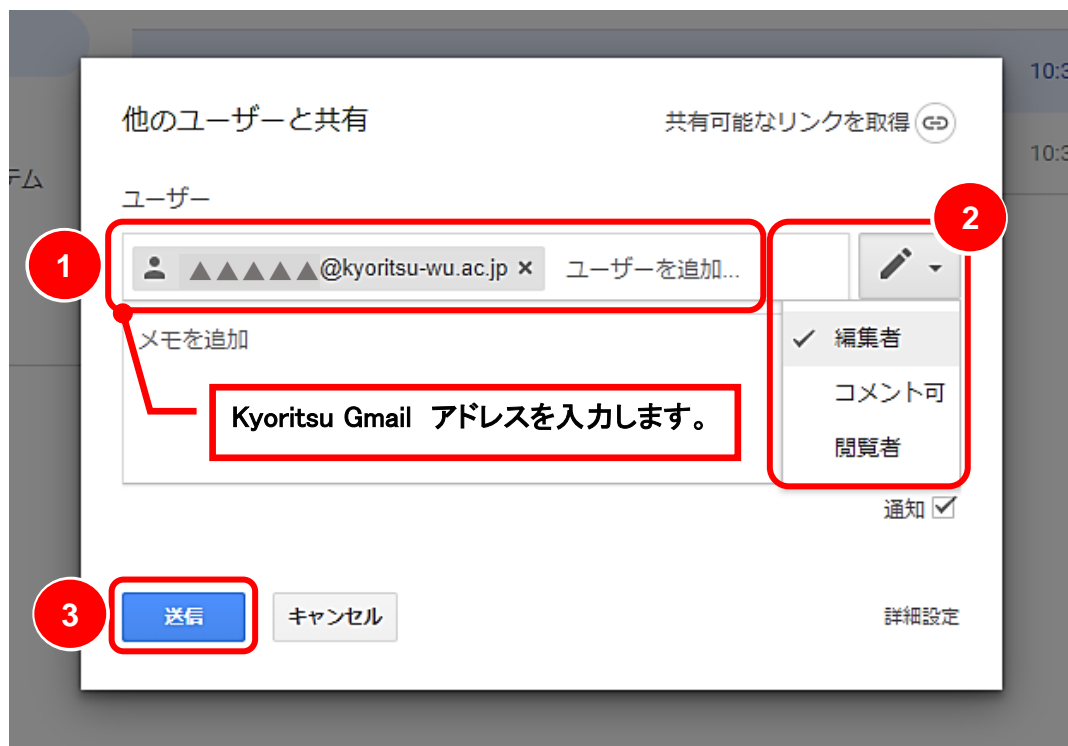 10:3
他のユーザーと共有
共有可能なリンクを取得
10:3
テム
ユーザー
2
1
▲▲▲▲▲@kyoritsu-wu.ac.jp × ユーザーを追加...
メモを追加
✓ 編集者
コメント可
閲覧者
Kyoritsu Gmail アドレスを入力します。
通知
3
送信
キャンセル
詳細設定